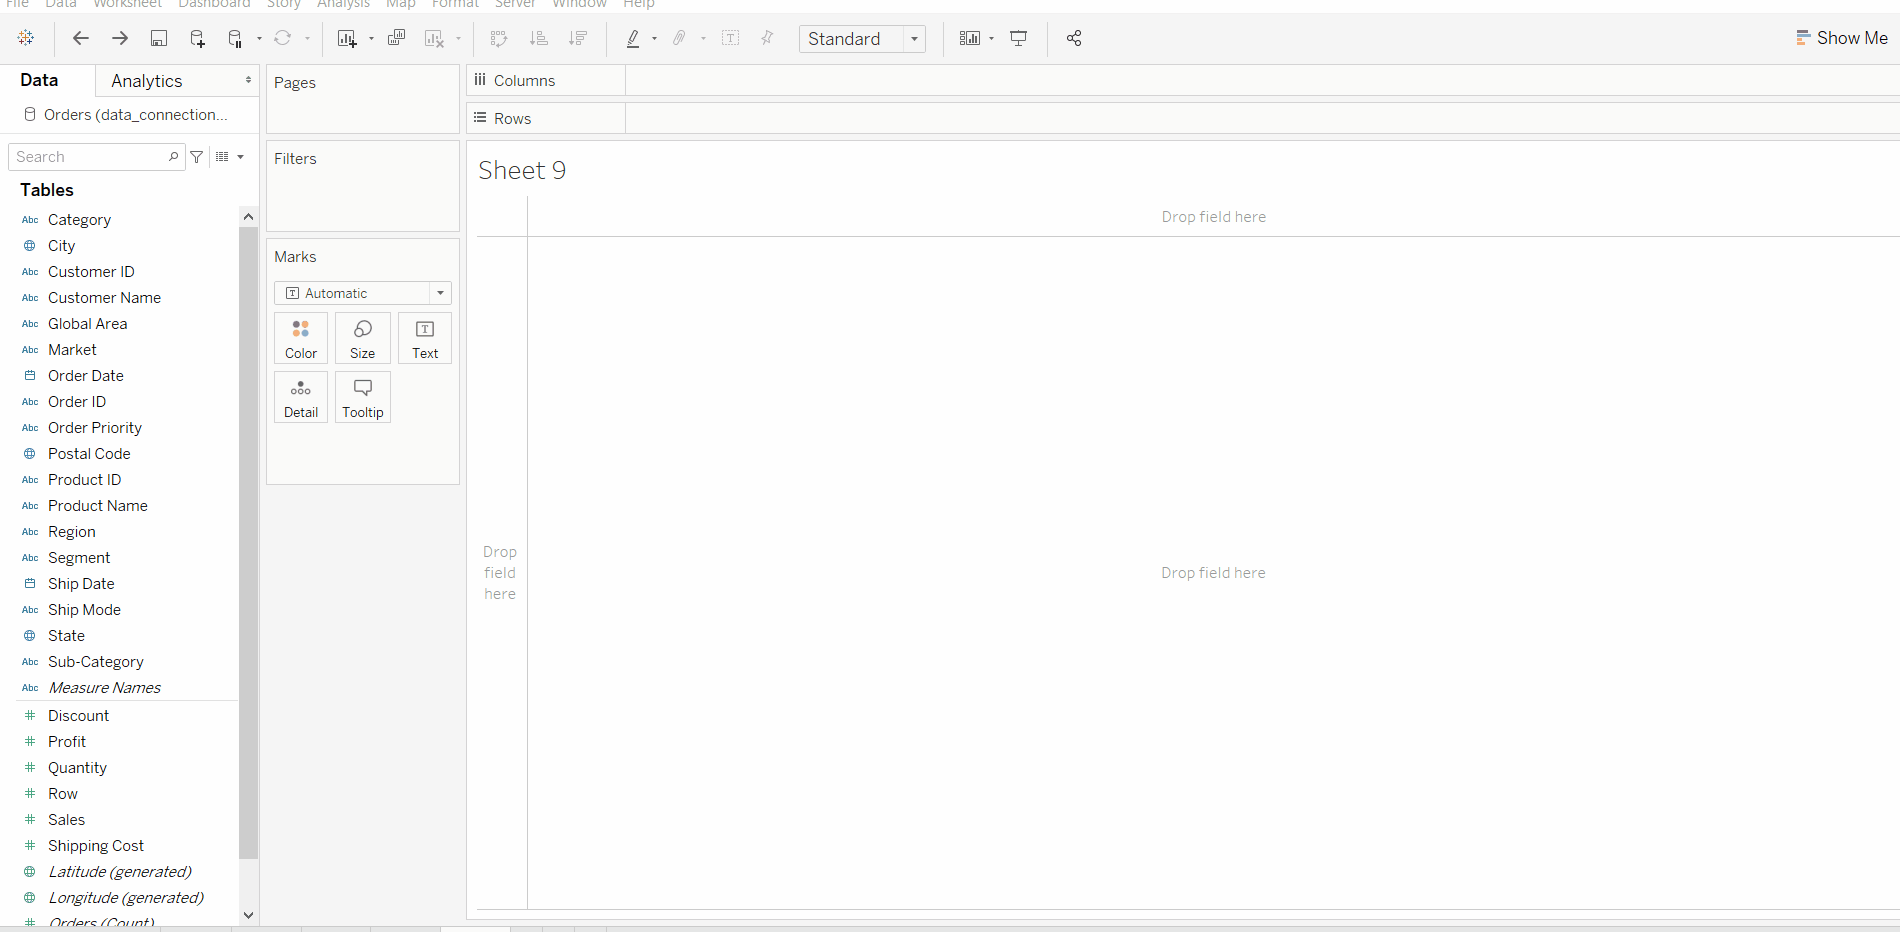 File Data Worksheet Dashboard Story Analysis Map Format Server Window Help
Standard
Show Me
Data
Analytics
Orders (data_connection...
Search
Tables
Abc Category
City
Abc Customer ID
Abc Customer Name
Abc Global Area
Abc Market
Order Date
Abc Order ID
Abc Order Priority
Postal Code
Abc Product ID
Abc Product Name
Abc Region
Abc Segment
Ship Date
Abc Ship Mode
State
Abc Sub-Category
Abc Measure Names
# Discount
# Profit
# Quantity
# Row
# Sales
# Shipping Cost
Latitude (generated)
Longitude (generated)
# Orders (Count)
Pages
Filters
Marks
T Automatic
Color
Size
T
Text
Detail
Tooltip
Columns
Rows
Sheet 9
Drop field here
Drop
field
here
Drop field here